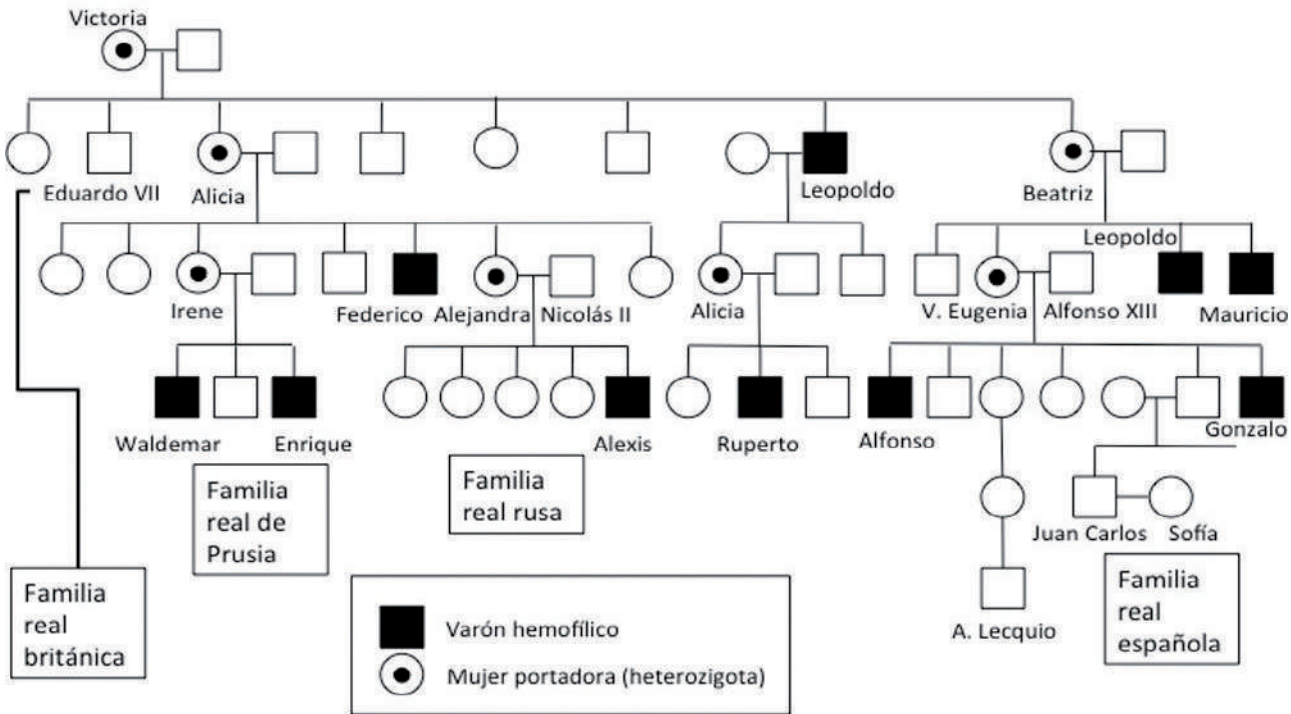 Victoria
Eduardo VII
Alicia
Leopoldo
Beatriz
Leopoldo
Irene
Federico
Alejandra
Nicolás II
Alicia
V. Eugenia
Alfonso XIII
Mauricio
Waldemar
Enrique
Alexis
Ruperto
Alfonso
Gonzalo
Familia
real de
Prusia
Familia
real rusa
Juan Carlos
Sofía
Familia
real
británica
A. Lecquio
Familia
real
española
Varón hemofílico
Mujer portadora (heterozigota)